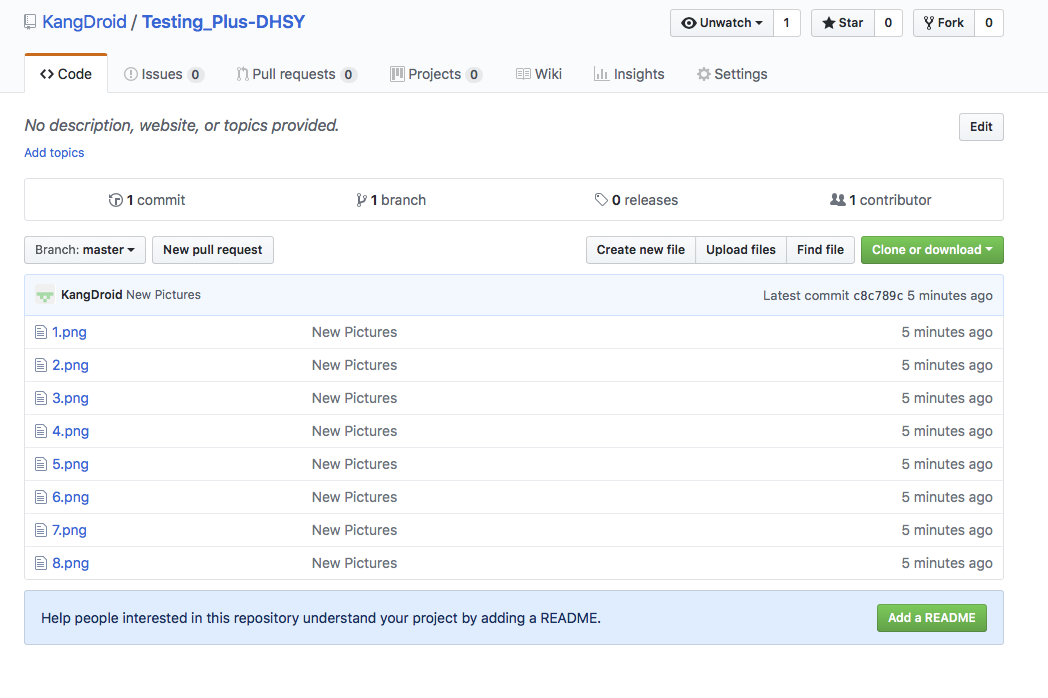 KangDroid / Testing_Plus-DHSY
Unwatch 1 Star 0 Fork 0
Code Issues 0 Pull requests 0 Projects 0 Wiki Insights Settings
No description, website, or topics provided. Edit
Add topics
1 commit 1 branch 0 releases 1 contributor
Branch: master New pull request Create new file Upload files Find file Clone or download
KangDroid New Pictures Latest commit c8c789c 5 minutes ago
1.png New Pictures 5 minutes ago
2.png New Pictures 5 minutes ago
3.png New Pictures 5 minutes ago
4.png New Pictures 5 minutes ago
5.png New Pictures 5 minutes ago
6.png New Pictures 5 minutes ago
7.png New Pictures 5 minutes ago
8.png New Pictures 5 minutes ago
Help people interested in this repository understand your project by adding a README. Add a README